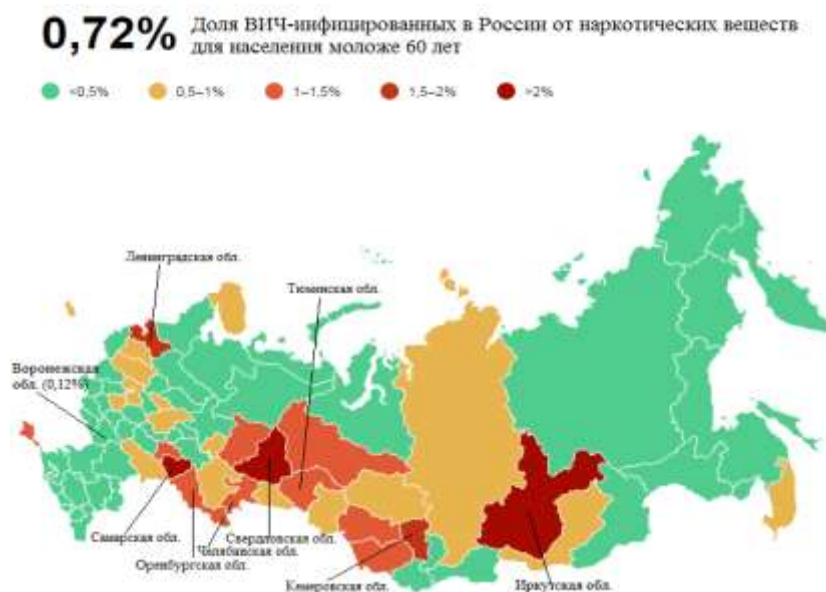 0,72%
Доля ВИЧ-инфицированных в России от наркотических веществ
для населения моложе 60 лет
<0,5%
0,5–1%
1–1,5%
1,5–2%
>2%
Ленинградская обл.
Тюменская обл.
Воронежская
обл. (0,12%)
Самарская обл.
Свердловская обл.
Челябинская обл.
Оренбургская обл.
Кемеровская обл.
Иркутская обл.